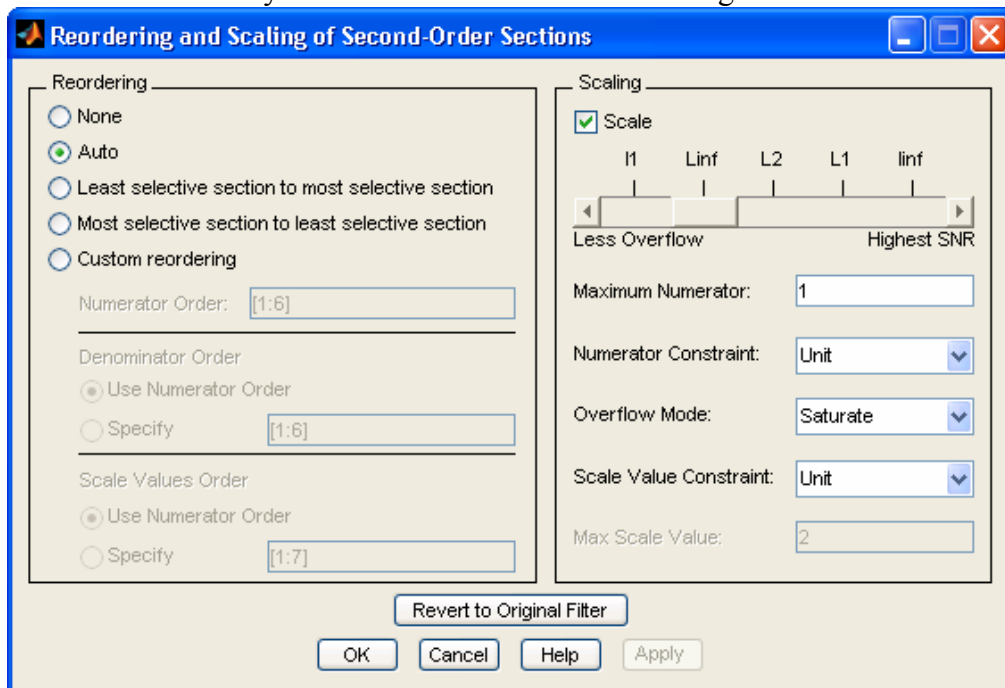 Reordering and Scaling of Second-Order Sections
Reordering
None
Auto
Least selective section to most selective section
Most selective section to least selective section
Custom reordering
Numerator Order: [1:6]
Denominator Order
Use Numerator Order
Specify [1:6]
Scale Values Order
Use Numerator Order
Specify [1:7]
Scaling
Scale
l1 Linf L2 L1 linf
Less Overflow Highest SNR
Maximum Numerator: 1
Numerator Constraint: Unit
Overflow Mode: Saturate
Scale Value Constraint: Unit
Max Scale Value: 2
Revert to Original Filter
OK Cancel Help Apply